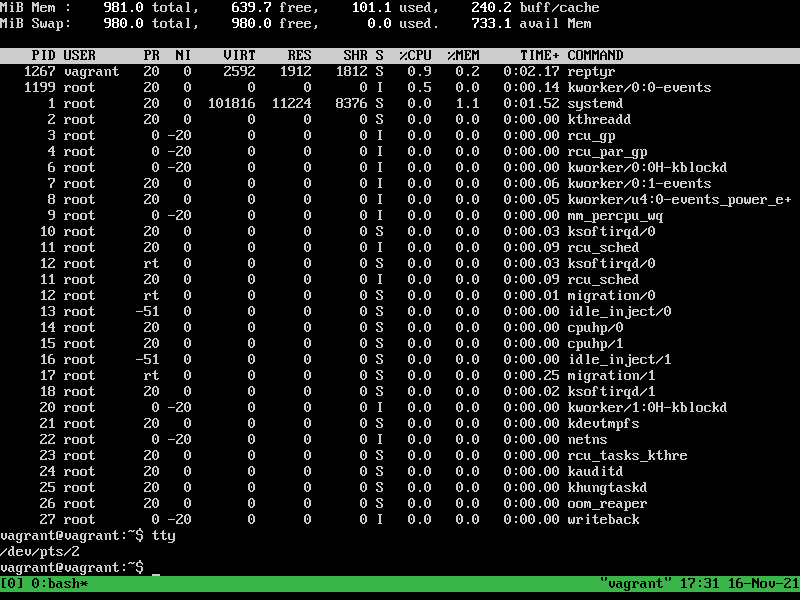 MiB Mem :    981.0 total,    639.7 free,    101.1 used,    240.2 buff/cache
MiB Swap:    980.0 total,    980.0 free,      0.0 used.    733.1 avail Mem
    PID USER      PR  NI    VIRT    RES    SHR S  %CPU  %MEM     TIME+ COMMAND
   1267 vagrant   20   0    2592   1912   1812 S   0.9   0.2   0:02.17 reptyr
   1199 root      20   0       0      0      0 I   0.5   0.0   0:00.14 kworker/0:0-events
      1 root      20   0  101816  11224   8376 S   0.0   1.1   0:01.52 systemd
      2 root      20   0       0      0      0 S   0.0   0.0   0:00.00 kthreadd
      3 root       0 -20       0      0      0 I   0.0   0.0   0:00.00 rcu_gp
      4 root       0 -20       0      0      0 I   0.0   0.0   0:00.00 rcu_par_gp
      6 root       0 -20       0      0      0 I   0.0   0.0   0:00.00 kworker/0:0H-kblockd
      7 root      20   0       0      0      0 I   0.0   0.0   0:00.06 kworker/0:1-events
      8 root      20   0       0      0      0 I   0.0   0.0   0:00.05 kworker/u4:0-events_power_e+
      9 root       0 -20       0      0      0 I   0.0   0.0   0:00.00 mm_percpu_wq
     10 root      20   0       0      0      0 S   0.0   0.0   0:00.03 ksoftirqd/0
     11 root      20   0       0      0      0 I   0.0   0.0   0:00.09 rcu_sched
     12 root      rt   0       0      0      0 S   0.0   0.0   0:00.03 ksoftirqd/0
     11 root      20   0       0      0      0 I   0.0   0.0   0:00.09 rcu_sched
     12 root      rt   0       0      0      0 S   0.0   0.0   0:00.01 migration/0
     13 root     -51   0       0      0      0 S   0.0   0.0   0:00.00 idle_inject/0
     14 root      20   0       0      0      0 S   0.0   0.0   0:00.00 cpuhp/0
     15 root      20   0       0      0      0 S   0.0   0.0   0:00.00 cpuhp/1
     16 root     -51   0       0      0      0 S   0.0   0.0   0:00.00 idle_inject/1
     17 root      rt   0       0      0      0 S   0.0   0.0   0:00.25 migration/1
     18 root      20   0       0      0      0 S   0.0   0.0   0:00.02 ksoftirqd/1
     20 root       0 -20       0      0      0 I   0.0   0.0   0:00.00 kworker/1:0H-kblockd
     21 root      20   0       0      0      0 S   0.0   0.0   0:00.00 kdevtmpfs
     22 root       0 -20       0      0      0 I   0.0   0.0   0:00.00 netns
     23 root      20   0       0      0      0 S   0.0   0.0   0:00.00 rcu_tasks_kthre
     24 root      20   0       0      0      0 S   0.0   0.0   0:00.00 kauditd
     25 root      20   0       0      0      0 S   0.0   0.0   0:00.00 khungtaskd
     26 root      20   0       0      0      0 S   0.0   0.0   0:00.00 oom_reaper
     27 root       0 -20       0      0      0 I   0.0   0.0   0:00.00 writeback
vagrant@vagrant:~$ tty
/dev/pts/2
vagrant@vagrant:~$ _
[0] 0:bash*                                                "vagrant" 17:31 16-Nov-21